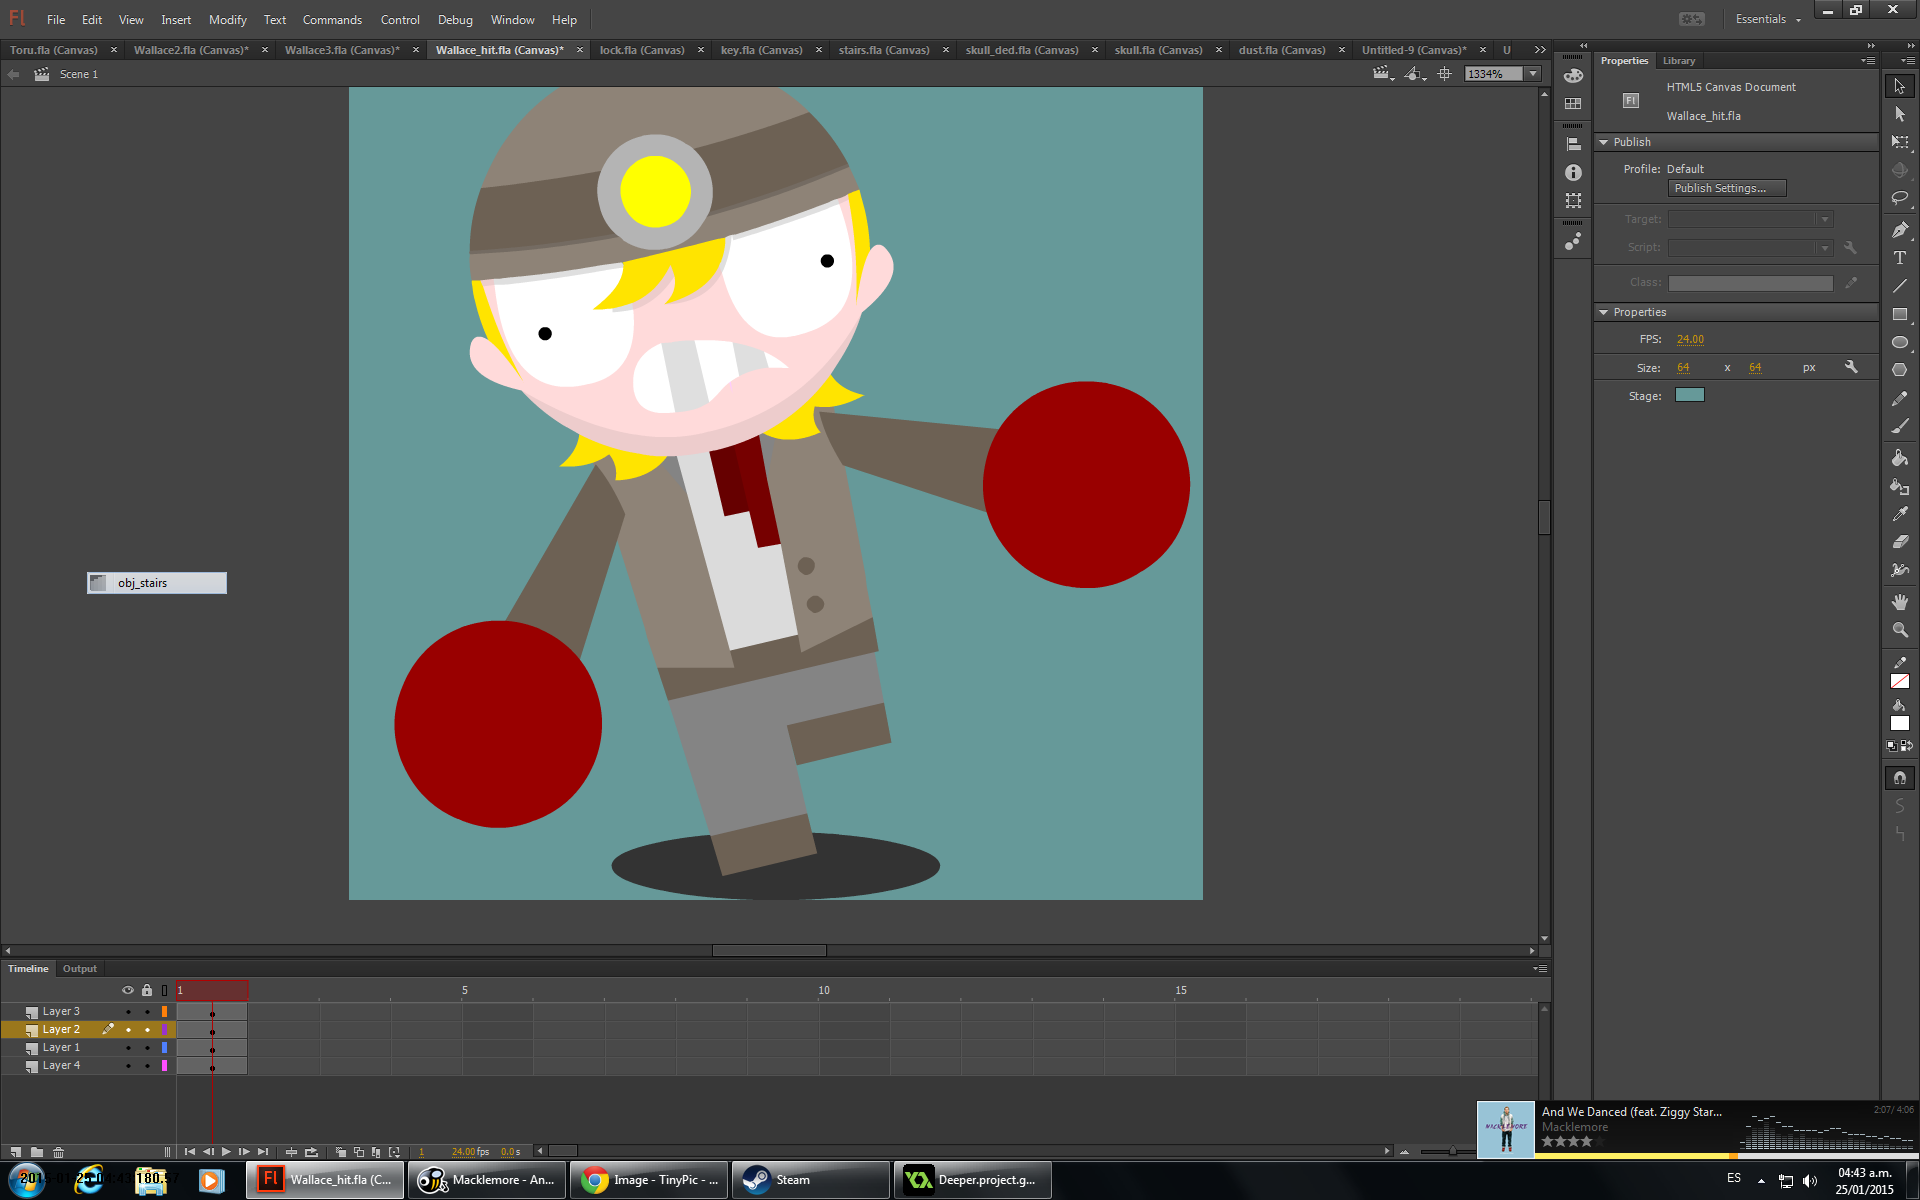 Fl File Edit View Insert Modify Text Commands Control Debug Window Help Essentials
Toru.fla (Canvas) Wallace2.fla (Canvas)* Wallace3.fla (Canvas)* Wallace_hit.fla (Canvas)* lock.fla (Canvas) key.fla (Canvas) stairs.fla (Canvas) skull_ded.fla (Canvas) skull.fla (Canvas) dust.fla (Canvas) Untitled-9 (Canvas)* U
Scene 1 1334%
Properties Library
Fl HTML5 Canvas Document
Wallace_hit.fla
Publish
Profile: Default
Publish Settings...
Target:
Script:
Class:
Properties
FPS: 24.00
Size: 64 x 64 px
Stage:
obj_stairs
Timeline Output
1 5 10 15
Layer 3
Layer 2
Layer 1
Layer 4
1 24.00 fps 0.0 s
And We Danced (feat. Ziggy Star... 2:07/ 4:06
Macklemore
MACKLEMORE
Wallace_hit.fla (C... Macklemore - An... Image - TinyPic - ... Steam Deeper.project.g... ES 04:43 a.m.
25/01/2015